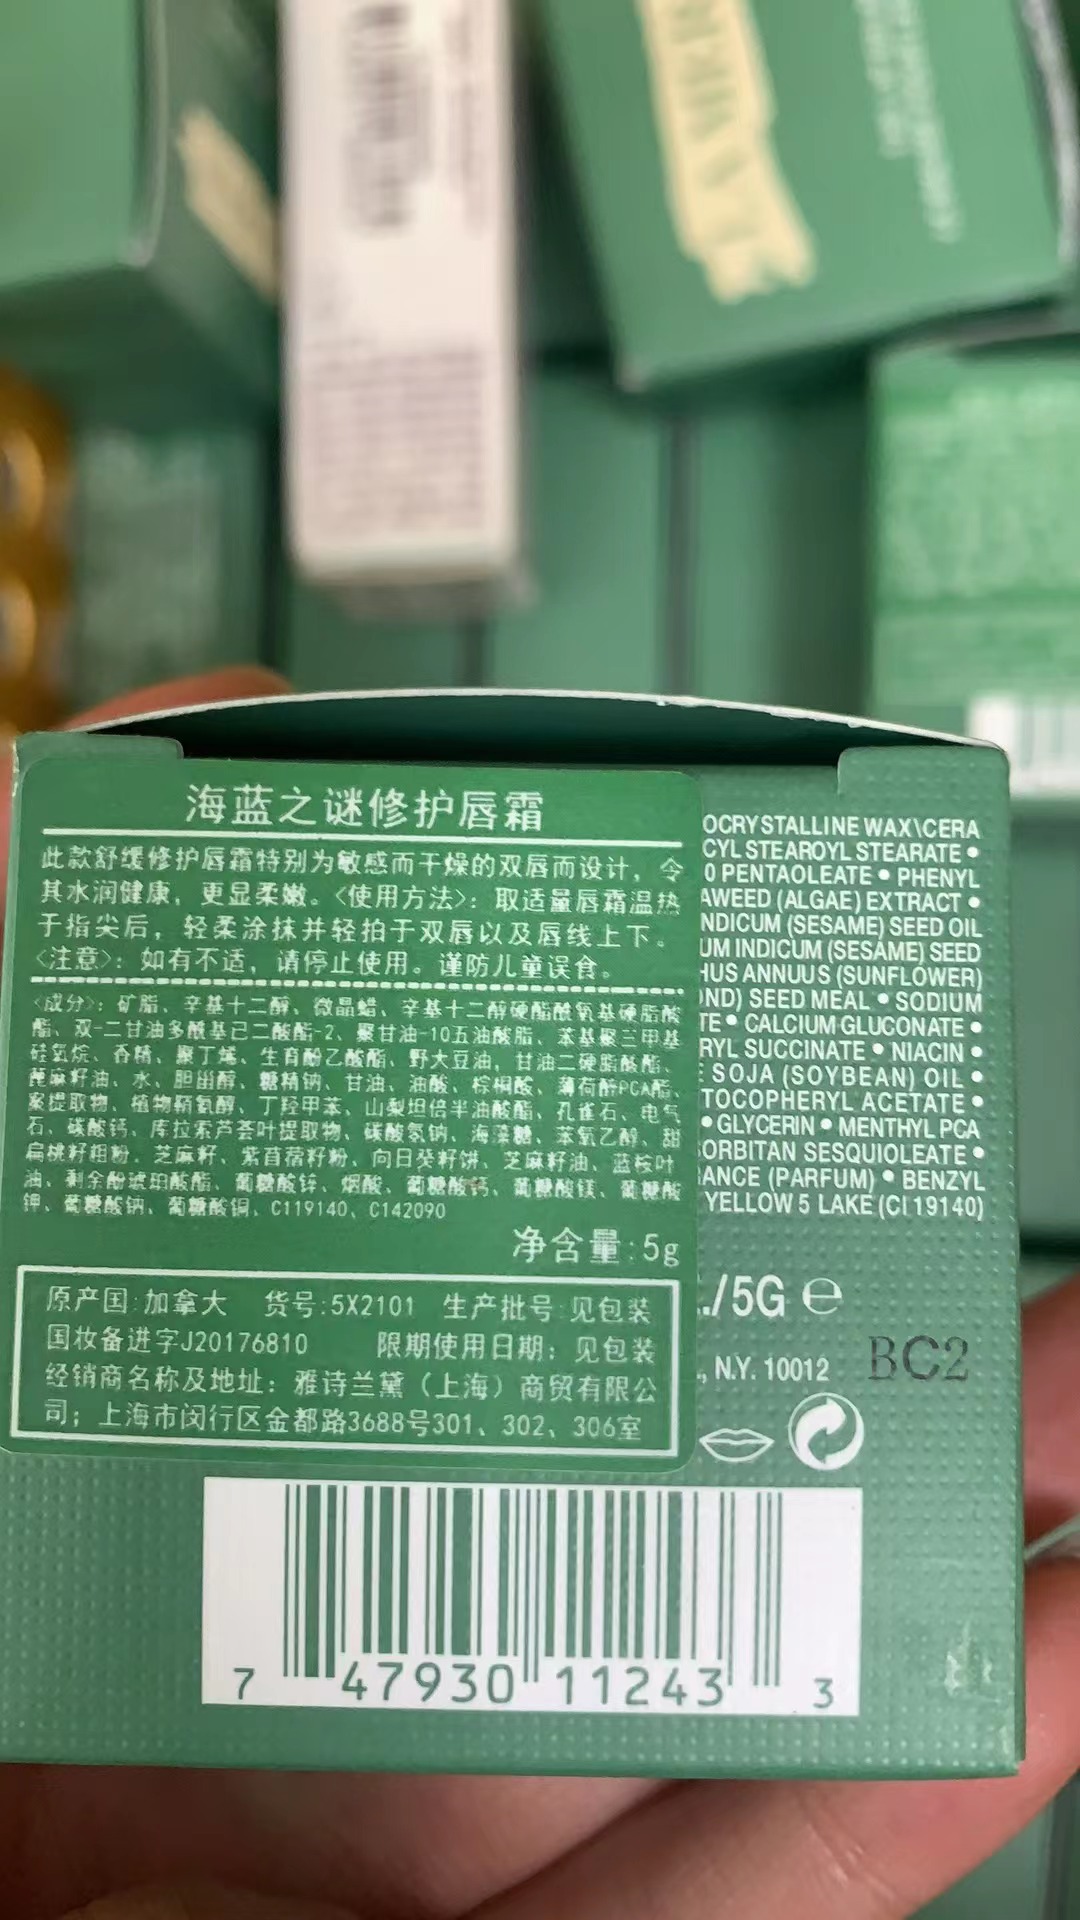 海蓝之谜修护唇霜
此款舒缓修护唇霜特别为敏感而干燥的双唇而设计，令
其水润健康，更显柔嫩。〈使用方法〉：取适量唇霜温热
于指尖后，轻柔涂抹并轻拍于双唇以及唇线上下。
〈注意〉：如有不适，请停止使用。谨防儿童误食。
〈成分〉：矿脂、辛基十二醇、微晶蜡、辛基十二醇硬酯酰氧基硬脂酸
酯、双-二甘油多酰基己二酸酯-2、聚甘油-10五油酸脂、苯基聚三甲基
硅氧烷、香精、聚丁烯、生育酚乙酸酯、野大豆油，甘油二硬脂酸酯、
蓖麻籽油、水、胆甾醇、糖精钠、甘油、油酸、棕榈酸、薄荷醇PCA酯、
提取物、植物鞘氨醇、丁羟甲苯、山梨坦倍半油酸酯、孔雀石、电气
石、碳酸钙、库拉索芦荟叶提取物、碳酸氢钠、海藻糖、苯氧乙醇、甜
扁桃籽粗粉、芝麻籽、紫苜蓿籽粉、向日葵籽饼、芝麻籽油、蓝桉叶
油、剩余酚琥珀酸酯、葡糖酸锌、烟酸、葡糖酸钙、葡糖酸镁、葡糖酸
钾、葡糖酸钠、葡糖酸铜、C119140、C142090
净含量:5g
原产国:加拿大 货号:5X2101 生产批号:见包装
国妆备进字J20176810 限期使用日期：见包装
经销商名称及地址：雅诗兰黛（上海）商贸有限公
司；上海市闵行区金都路3688号301、302、306室
OCRYSTALLINE WAX\CERA
CYL STEAROYL STEARATE •
0 PENTAOLEATE • PHENYL
AWEED (ALGAE) EXTRACT •
NDICUM (SESAME) SEED OIL
UM INDICUM (SESAME) SEED
HUS ANNUUS (SUNFLOWER)
ND) SEED MEAL • SODIUM
TE • CALCIUM GLUCONATE •
RYL SUCCINATE • NIACIN •
SOJA (SOYBEAN) OIL •
TOCOPHERYL ACETATE •
• GLYCERIN • MENTHYL PCA
ORBITAN SESQUIOLEATE •
ANCE (PARFUM) • BENZYL
YELLOW 5 LAKE (CI 19140)
./5G ℮
, N.Y. 10012
BC2
7 47930 11243 3